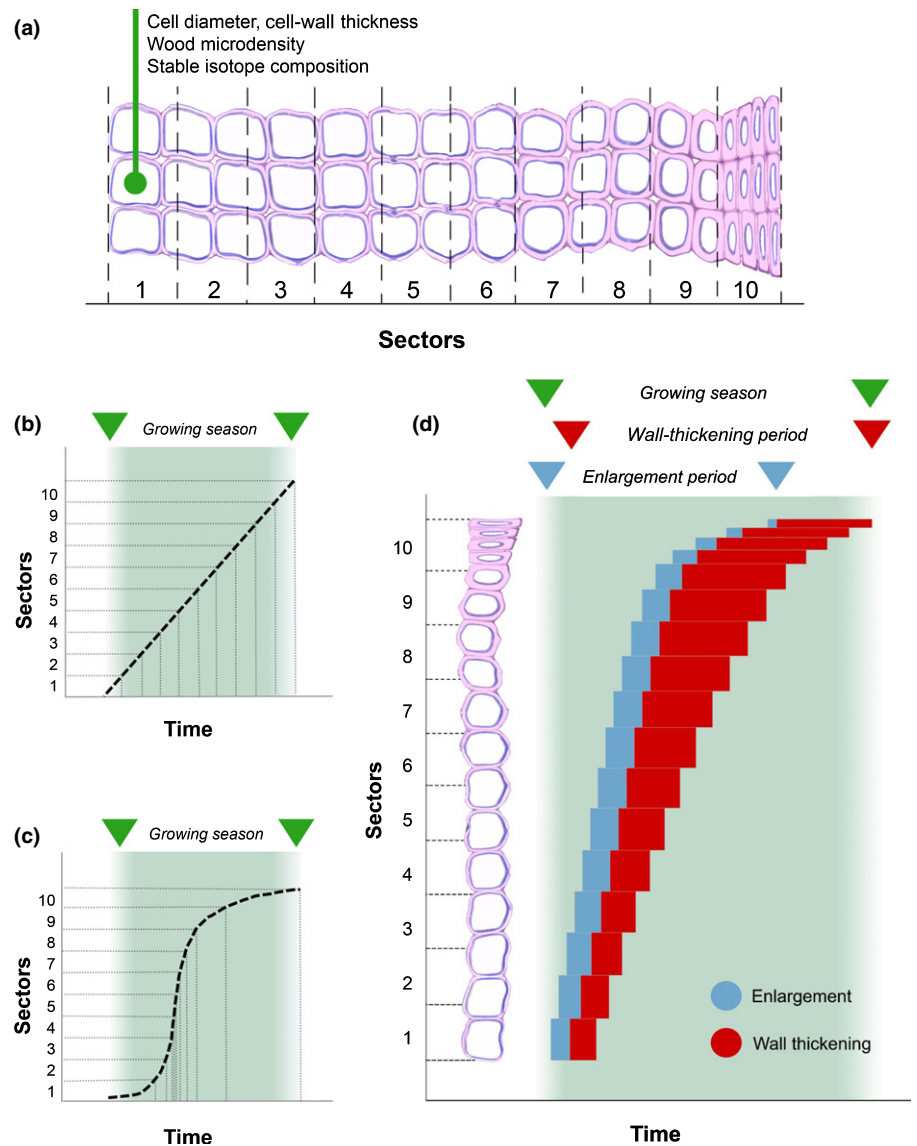 (a)
Cell diameter, cell-wall thickness
Wood microdensity
Stable isotope composition
1 2 3 4 5 6 7 8 9 10
Sectors
(b)
Growing season
10
9
8
7
6
5
4
3
2
1
Sectors
Time
(c)
Growing season
10
9
8
7
6
5
4
3
2
1
Sectors
Time
(d)
Growing season
Wall-thickening period
Enlargement period
10
9
8
7
6
5
4
3
2
1
Sectors
Enlargement
Wall thickening
Time